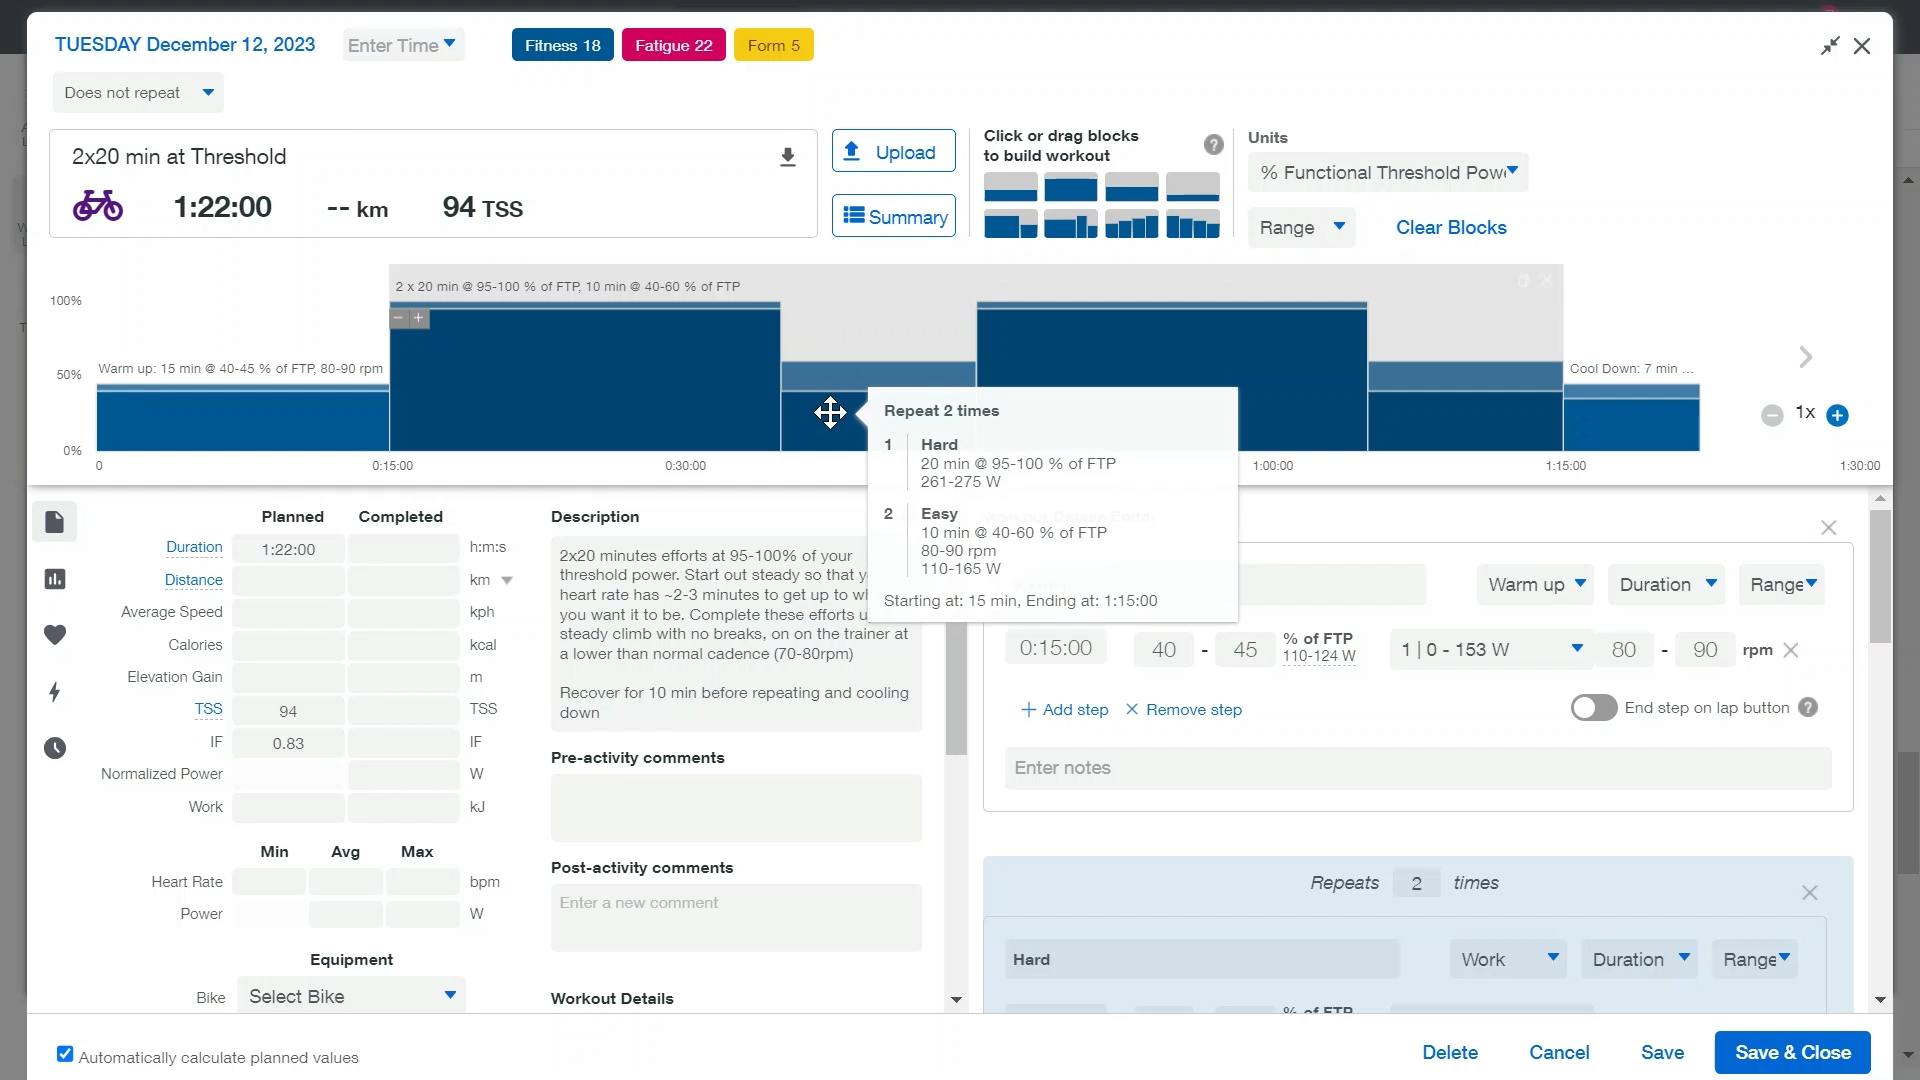 TUESDAY December 12, 2023
Enter Time
Fitness 18
Fatigue 22
Form 5
Does not repeat
2x20 min at Threshold
1:22:00
-- km
94 TSS
Upload
Summary
Click or drag blocks
to build workout
?
Units
% Functional Threshold Pow
Range
Clear Blocks
2 x 20 min @ 95-100 % of FTP, 10 min @ 40-60 % of FTP
100%
50%
0%
Warm up: 15 min @ 40-45 % of FTP, 80-90 rpm
Cool Down: 7 min ...
1x
0
0:15:00
0:30:00
1:00:00
1:15:00
1:30:00
Repeat 2 times
1 Hard
20 min @ 95-100 % of FTP
261-275 W
2 Easy
10 min @ 40-60 % of FTP
80-90 rpm
110-165 W
Starting at: 15 min, Ending at: 1:15:00
Planned
Completed
Duration 1:22:00 h:m:s
Distance km
Average Speed kph
Calories kcal
Elevation Gain m
TSS 94 TSS
IF 0.83 IF
Normalized Power W
Work kJ
Min Avg Max
Heart Rate bpm
Power W
Equipment
Bike Select Bike
Description
2x20 minutes efforts at 95-100% of your
threshold power. Start out steady so that y
heart rate has ~2-3 minutes to get up to wh
you want it to be. Complete these efforts u
steady climb with no breaks, on on the trainer at
a lower than normal cadence (70-80rpm)
Recover for 10 min before repeating and cooling
down
Pre-activity comments
Post-activity comments
Enter a new comment
Workout Details
Warm up
Duration
Range
0:15:00
40 - 45
% of FTP
110-124 W
1 | 0 - 153 W
80 - 90 rpm
+ Add step
Remove step
End step on lap button
?
Enter notes
Repeats 2 times
Hard
Work
Duration
Range
% of FTP
Automatically calculate planned values
Delete
Cancel
Save
Save & Close